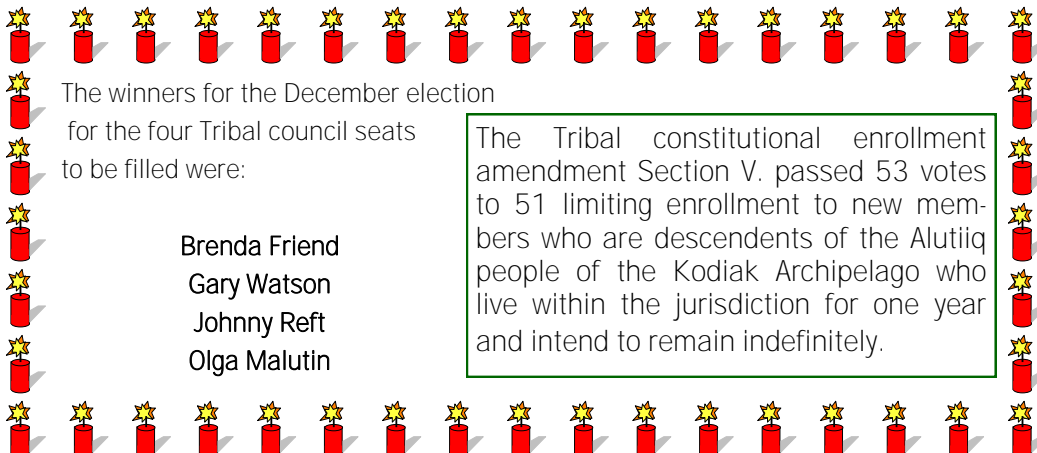 The winners for the December election
for the four Tribal council seats
to be filled were:
Brenda Friend
Gary Watson
Johnny Reft
Olga Malutin
The Tribal constitutional enrollment
amendment Section V. passed 53 votes
to 51 limiting enrollment to new mem-
bers who are descendents of the Alutiiq
people of the Kodiak Archipelago who
live within the jurisdiction for one year
and intend to remain indefinitely.